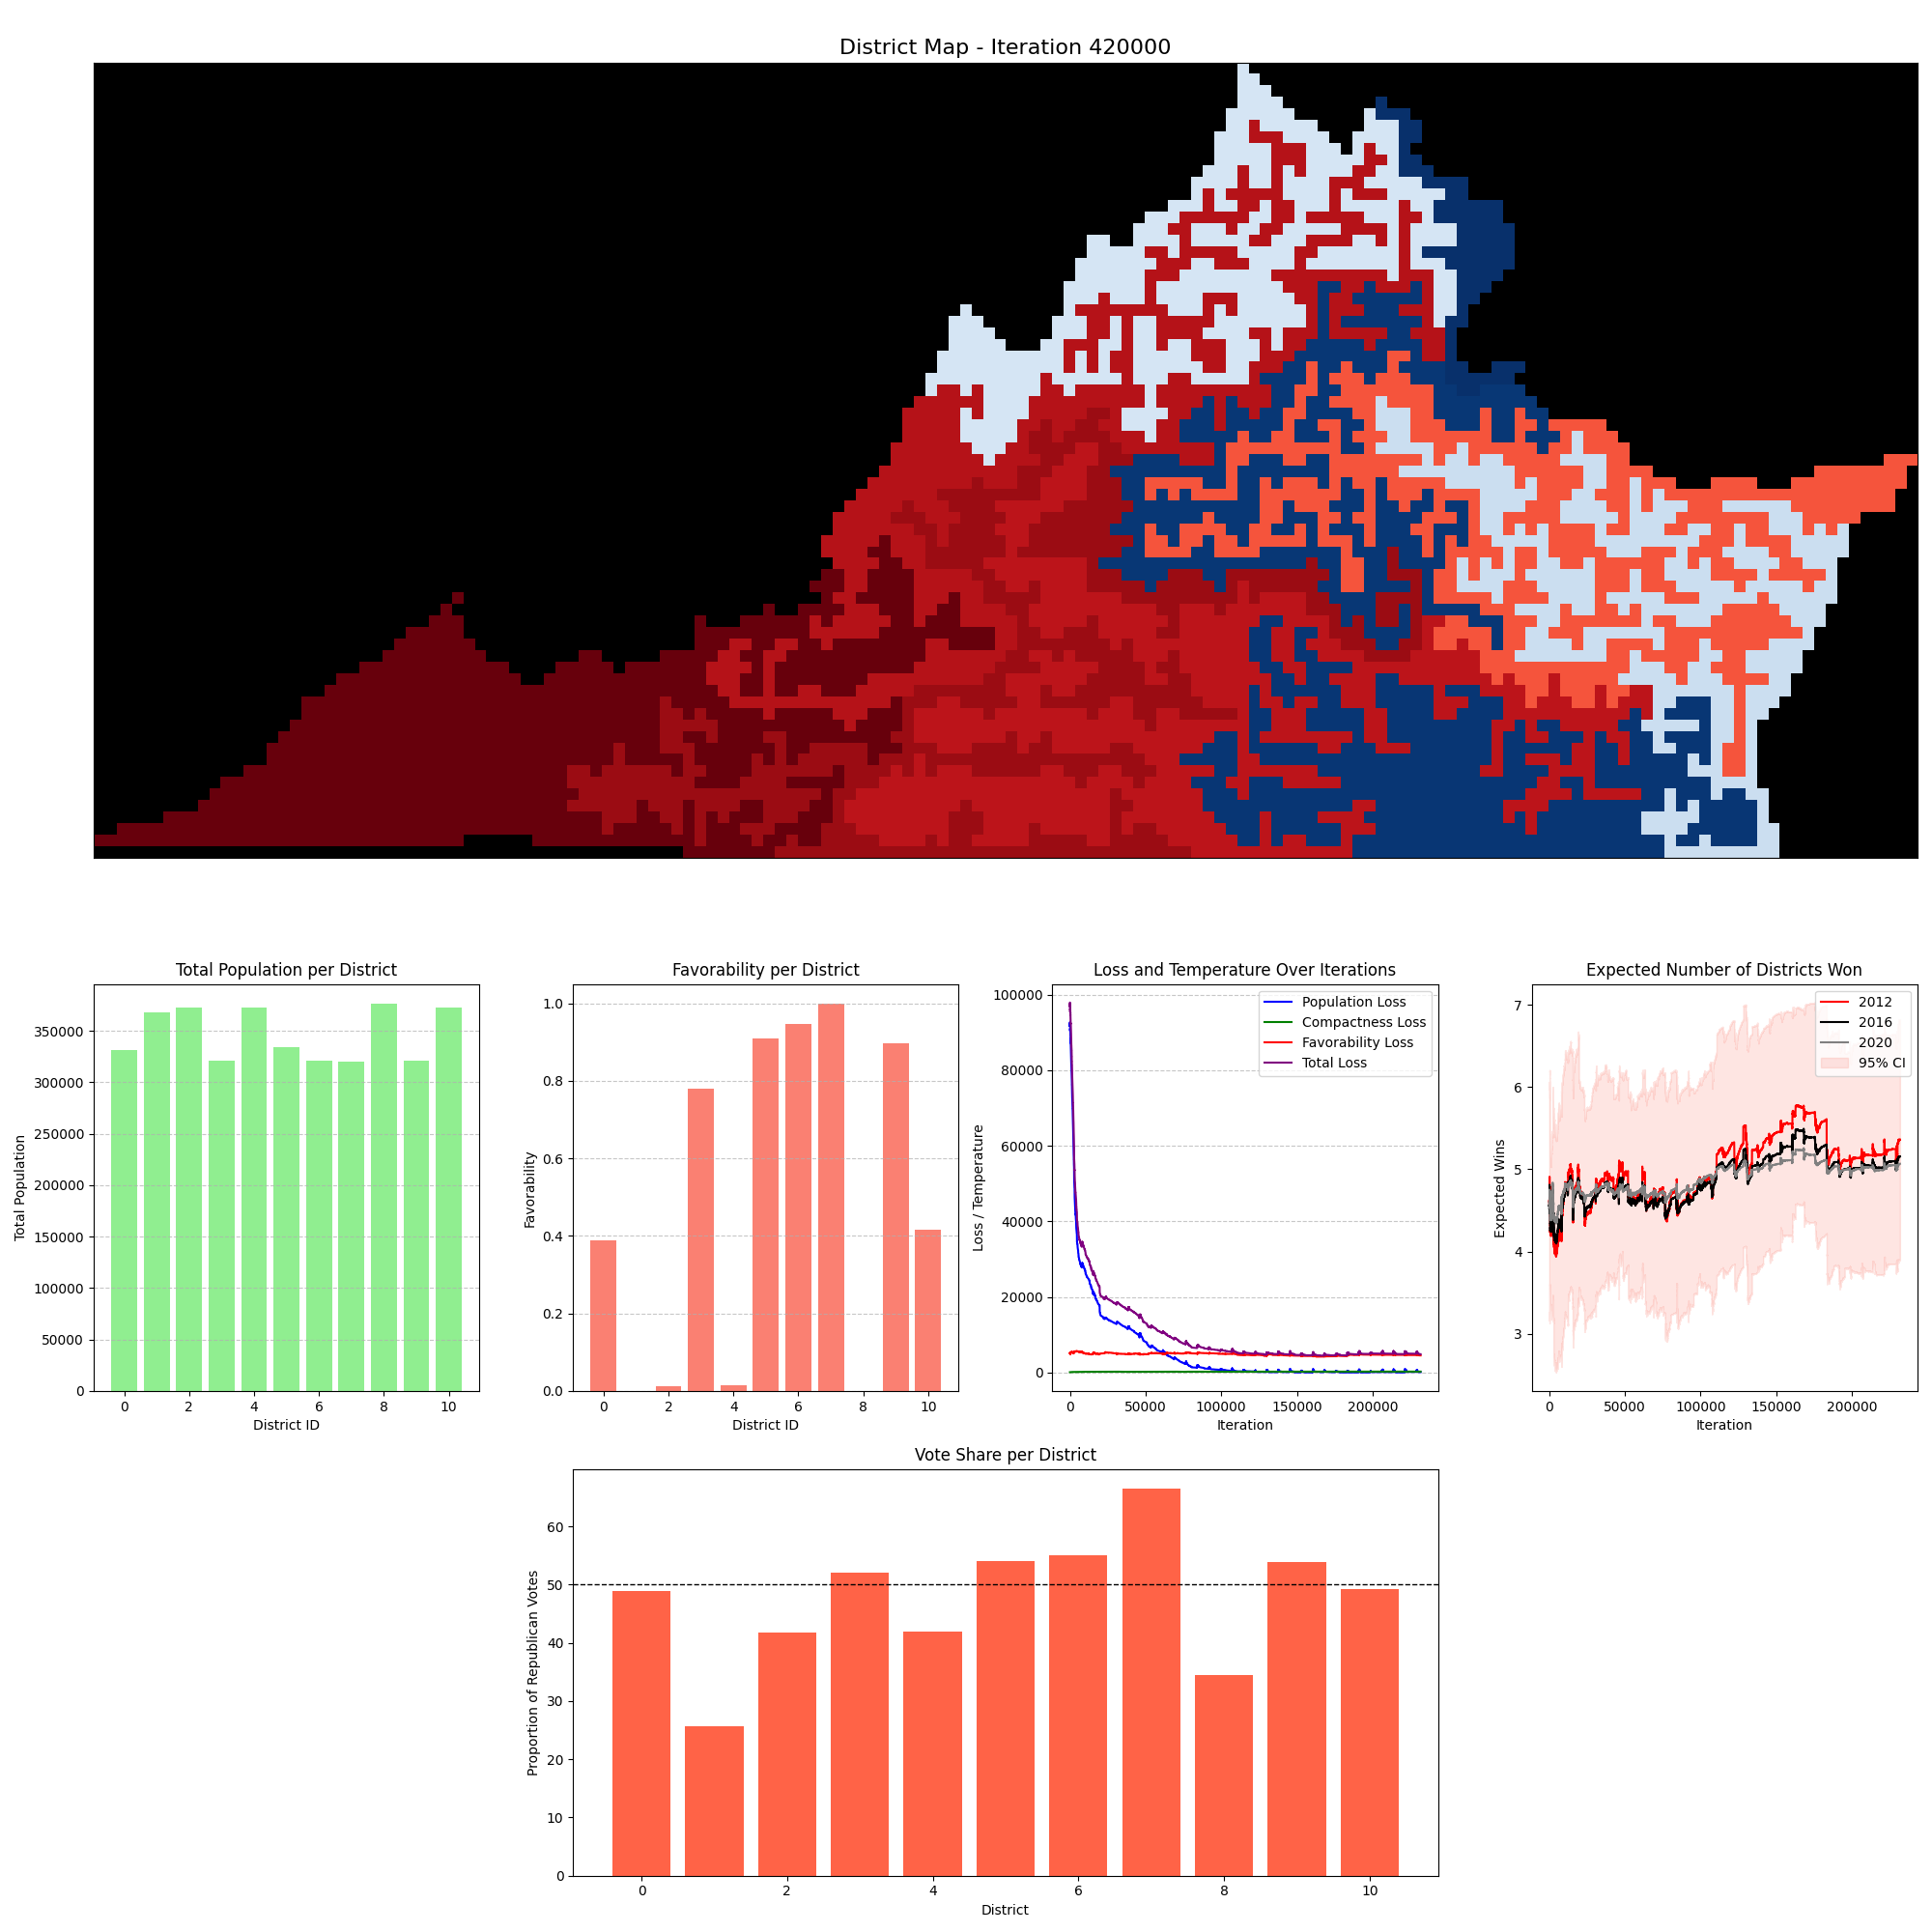 District Map - Iteration 420000
Total Population per District
Total Population
350000
300000
250000
200000
150000
100000
50000
0
0 2 4 6 8 10
District ID
Favorability per District
Favorability
1.0
0.8
0.6
0.4
0.2
0.0
0 2 4 6 8 10
District ID
Loss and Temperature Over Iterations
Loss / Temperature
100000
80000
60000
40000
20000
0
Population Loss
Compactness Loss
Favorability Loss
Total Loss
0 50000 100000 150000 200000
Iteration
Expected Number of Districts Won
Expected Wins
7
6
5
4
3
2012
2016
2020
95% CI
0 50000 100000 150000 200000
Iteration
Vote Share per District
Proportion of Republican Votes
60
50
40
30
20
10
0
0 2 4 6 8 10
District